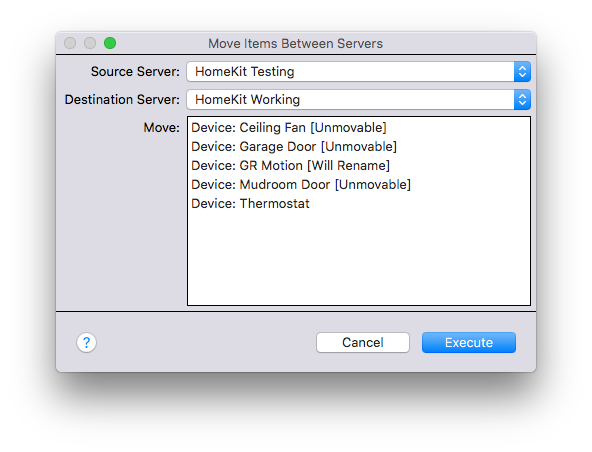 Move Items Between Servers
Source Server: HomeKit Testing
Destination Server: HomeKit Working
Move: Device: Ceiling Fan [Unmovable]
Device: Garage Door [Unmovable]
Device: GR Motion [Will Rename]
Device: Mudroom Door [Unmovable]
Device: Thermostat
? Cancel Execute